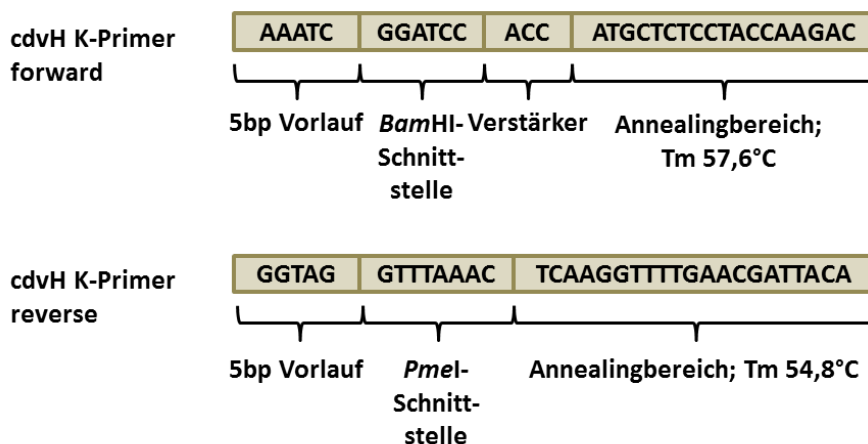 cdvH K-Primer
forward
AAATC GGATCC ACC ATGCTCTCCTACCAAGAC
5bp Vorlauf BamHI- Verstärker Annealingbereich;
Schnitt- Tm 57,6°C
stelle
cdvH K-Primer
reverse
GGTAG GTTTAAAC TCAAGGTTTTGAACGATTACA
5bp Vorlauf PmeI- Annealingbereich; Tm 54,8°C
Schnitt-
stelle